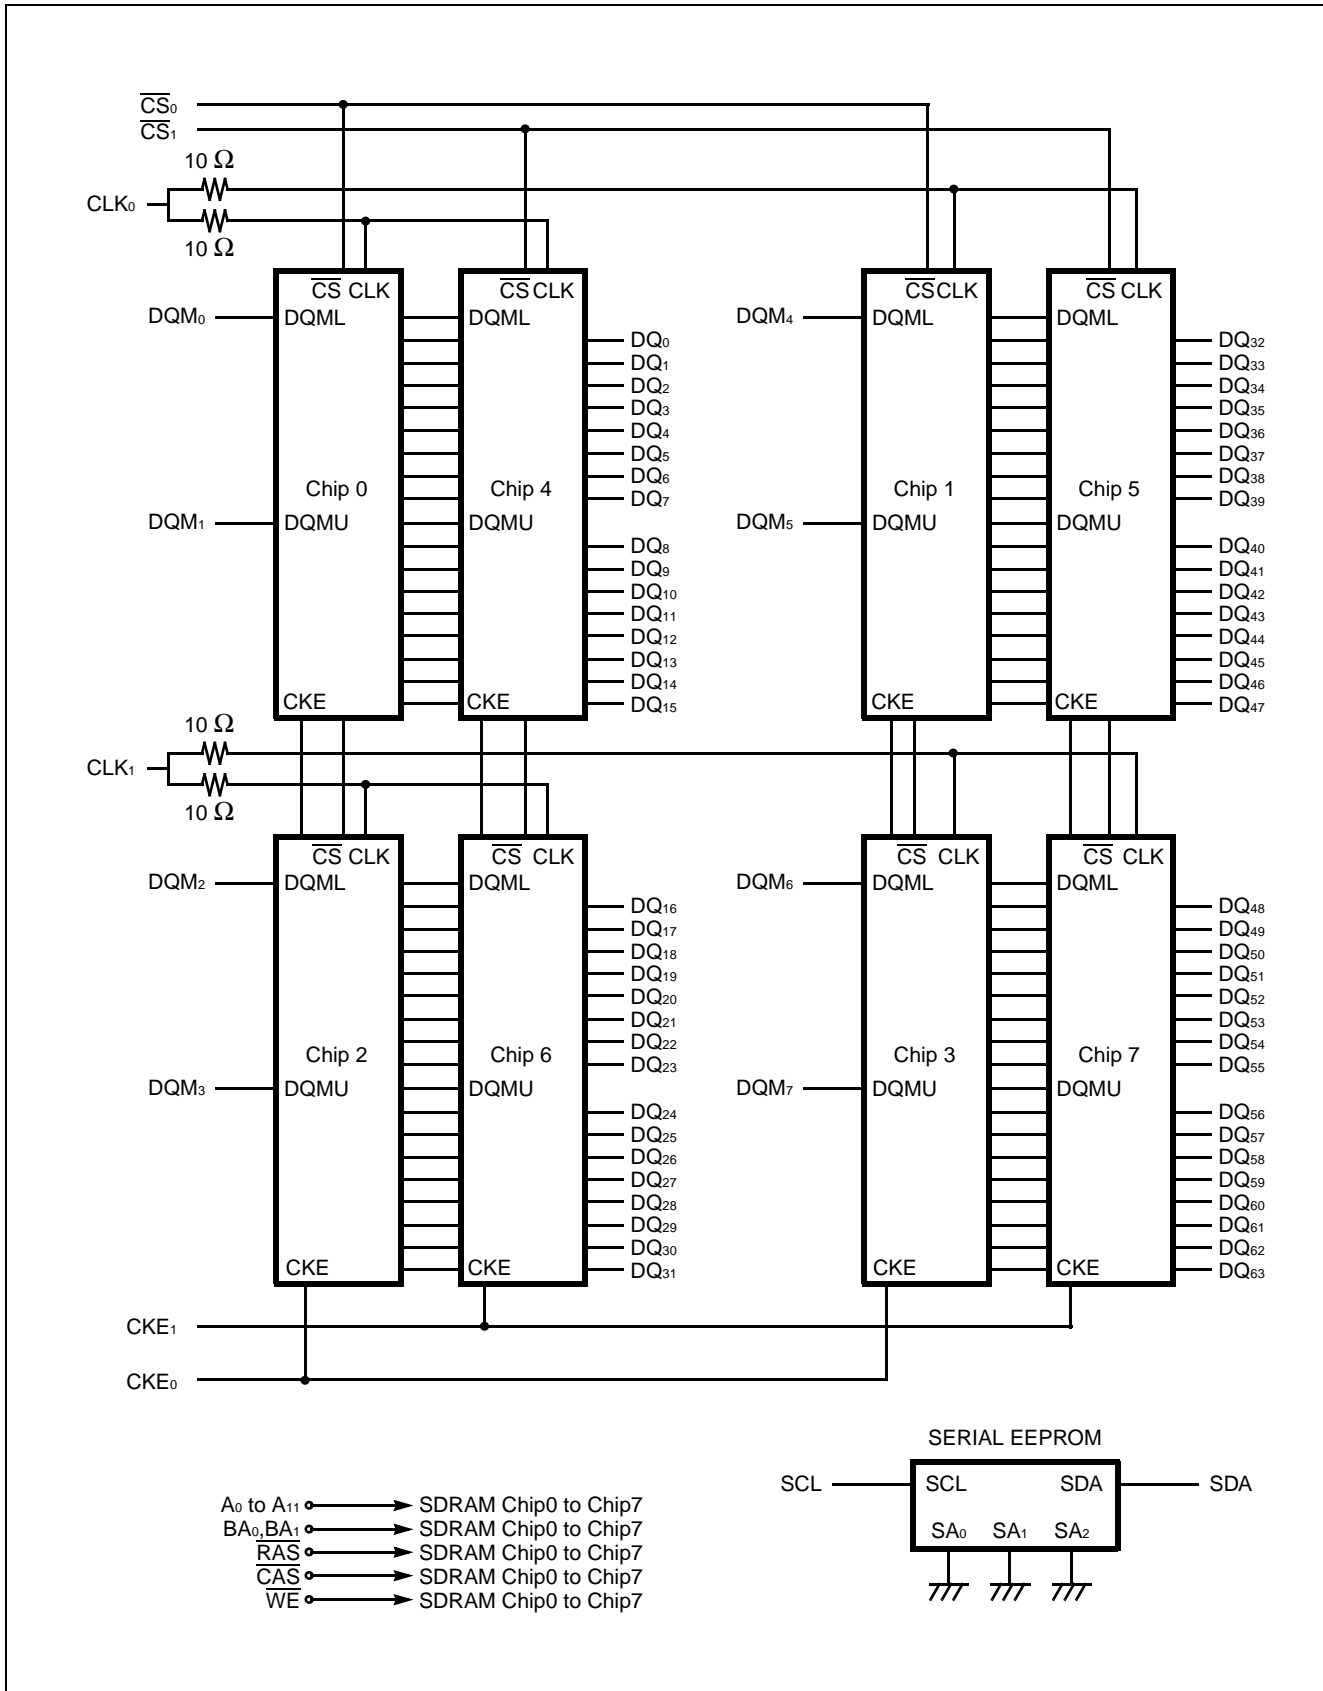 CS0
CS1
10 Ω
CLK0
10 Ω
CS CLK CS CLK CS CLK CS CLK
DQM0 DQML DQML DQM4 DQML DQML
DQ0 DQ32
DQ1 DQ33
DQ2 DQ34
DQ3 DQ35
DQ4 DQ36
DQ5 DQ37
DQ6 DQ38
Chip 0 Chip 4 Chip 1 Chip 5
DQ7 DQ39
DQM1 DQMU DQMU DQM5 DQMU DQMU
DQ8 DQ40
DQ9 DQ41
DQ10 DQ42
DQ11 DQ43
DQ12 DQ44
DQ13 DQ45
DQ14 DQ46
CKE CKE DQ15 CKE CKE DQ47
10 Ω
CLK1
10 Ω
CS CLK CS CLK CS CLK CS CLK
DQM2 DQML DQML DQM6 DQML DQML
DQ16 DQ48
DQ17 DQ49
DQ18 DQ50
DQ19 DQ51
DQ20 DQ52
DQ21 DQ53
DQ22 DQ54
Chip 2 Chip 6 Chip 3 Chip 7
DQ23 DQ55
DQM3 DQMU DQMU DQM7 DQMU DQMU
DQ24 DQ56
DQ25 DQ57
DQ26 DQ58
DQ27 DQ59
DQ28 DQ60
DQ29 DQ61
DQ30 DQ62
CKE CKE DQ31 CKE CKE DQ63
CKE1
CKE0
SERIAL EEPROM
SCL SCL SDA SDA
SA0 SA1 SA2
A0 to A11 SDRAM Chip0 to Chip7
BA0,BA1 SDRAM Chip0 to Chip7
RAS SDRAM Chip0 to Chip7
CAS SDRAM Chip0 to Chip7
WE SDRAM Chip0 to Chip7